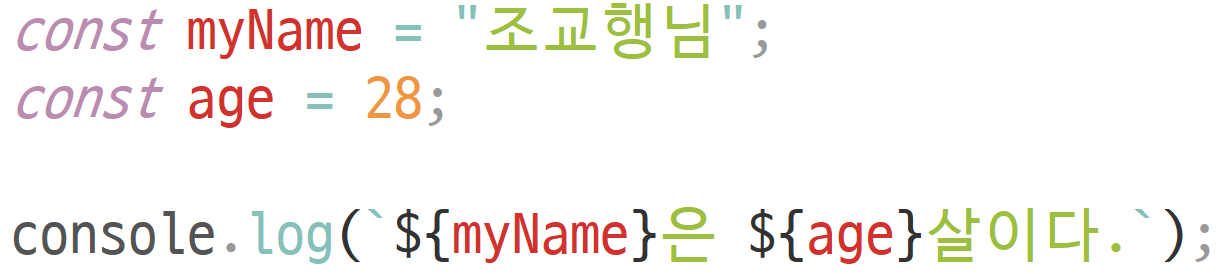 const myName = "조교행님";
const age = 28;
console.log(`${myName}은 ${age}살이다.`);